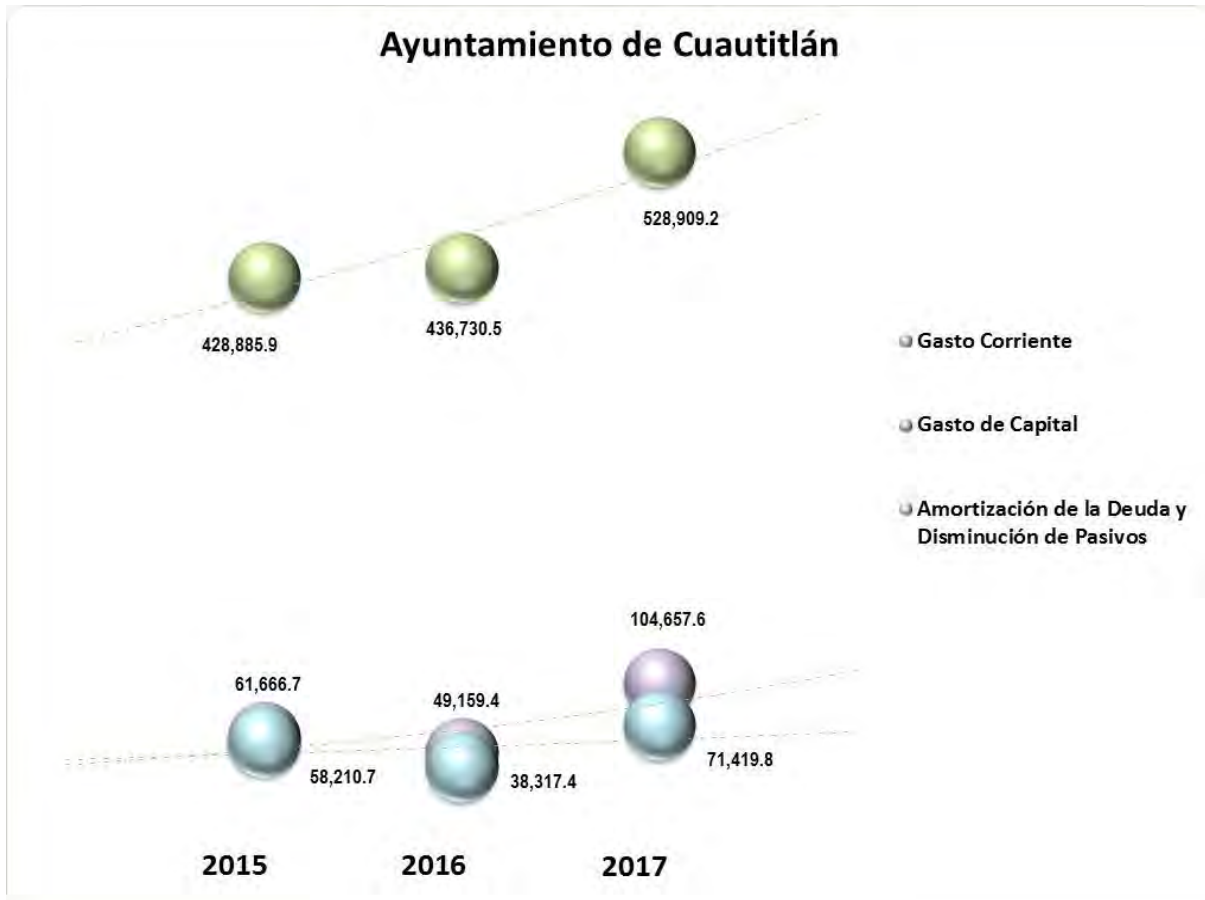 Ayuntamiento de Cuautitlán
528,909.2
428,885.9
436,730.5
Gasto Corriente
Gasto de Capital
Amortización de la Deuda y
Disminución de Pasivos
104,657.6
61,666.7
49,159.4
58,210.7
38,317.4
71,419.8
2015
2016
2017